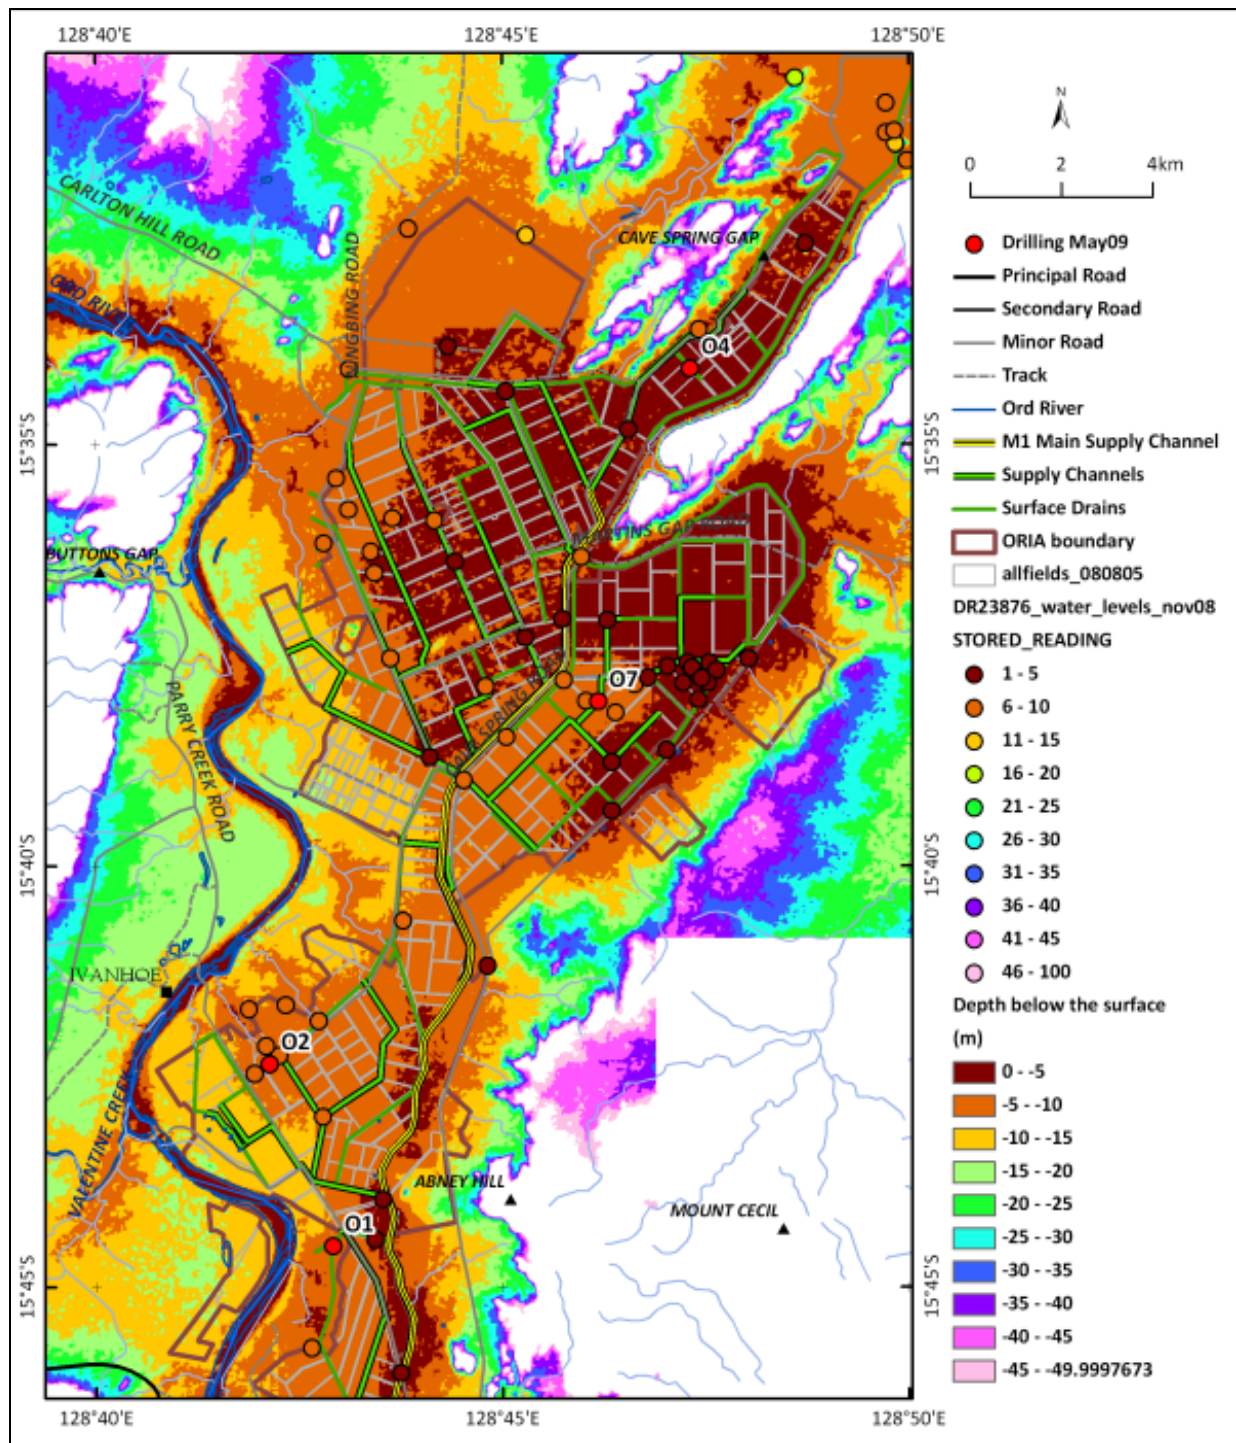 128°40'E
128°45'E
128°50'E
N
0 2 4km
CARLTON HILL ROAD
ORD RIVER
CAVE SPRING GAP
O4
15°35'S
15°35'S
MARTINS GAP ROAD
BUTTONS GAP
O7
PARRY CREEK ROAD
15°40'S
15°40'S
IVANHOE
O2
VALENTINE CREEK
ABNEY HILL
MOUNT CECIL
O1
15°45'S
15°45'S
128°40'E
128°45'E
128°50'E
Drilling May09
Principal Road
Secondary Road
Minor Road
Track
Ord River
M1 Main Supply Channel
Supply Channels
Surface Drains
ORIA boundary
allfields_080805
DR23876_water_levels_nov08
STORED_READING
1 - 5
6 - 10
11 - 15
16 - 20
21 - 25
26 - 30
31 - 35
36 - 40
41 - 45
46 - 100
Depth below the surface
(m)
0 - -5
-5 - -10
-10 - -15
-15 - -20
-20 - -25
-25 - -30
-30 - -35
-35 - -40
-40 - -45
-45 - -49.9997673